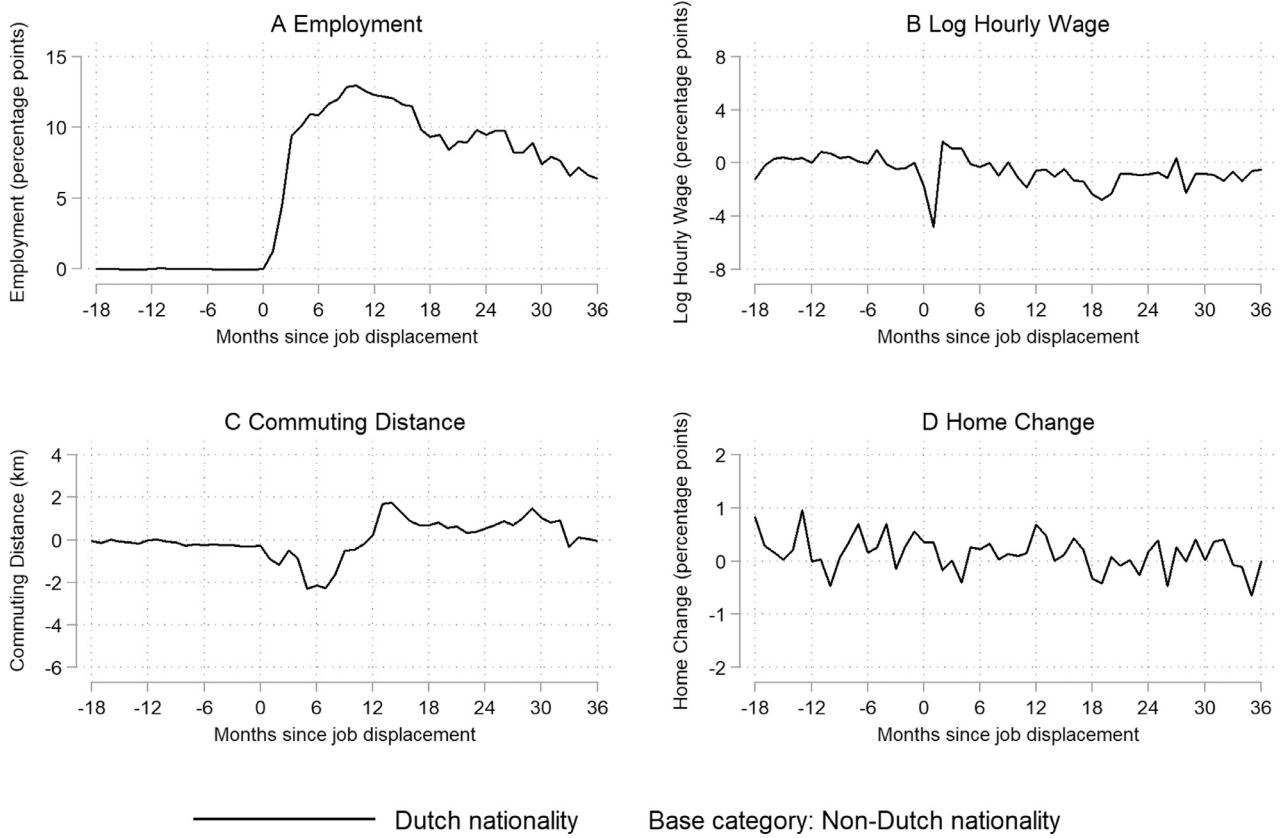 A Employment
Employment (percentage points)
15
10
5
0
-18 -12 -6 0 6 12 18 24 30 36
Months since job displacement
B Log Hourly Wage
Log Hourly Wage (percentage points)
8
4
0
-4
-8
-18 -12 -6 0 6 12 18 24 30 36
Months since job displacement
C Commuting Distance
Commuting Distance (km)
4
2
0
-2
-4
-6
-18 -12 -6 0 6 12 18 24 30 36
Months since job displacement
D Home Change
Home Change (percentage points)
2
1
0
-1
-2
-18 -12 -6 0 6 12 18 24 30 36
Months since job displacement
Dutch nationality Base category: Non-Dutch nationality